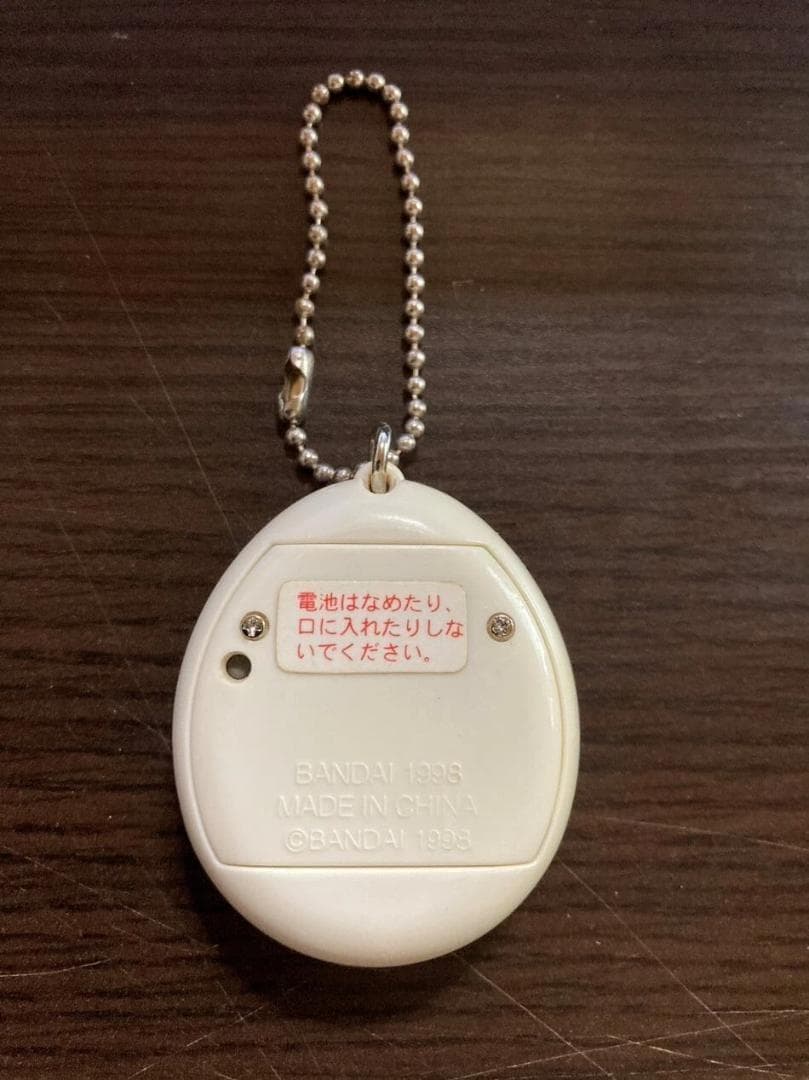 電池はなめたり、
口に入れたりしな
いでください。
BANDAI 1998
MADE IN CHINA
©BANDAI 1998